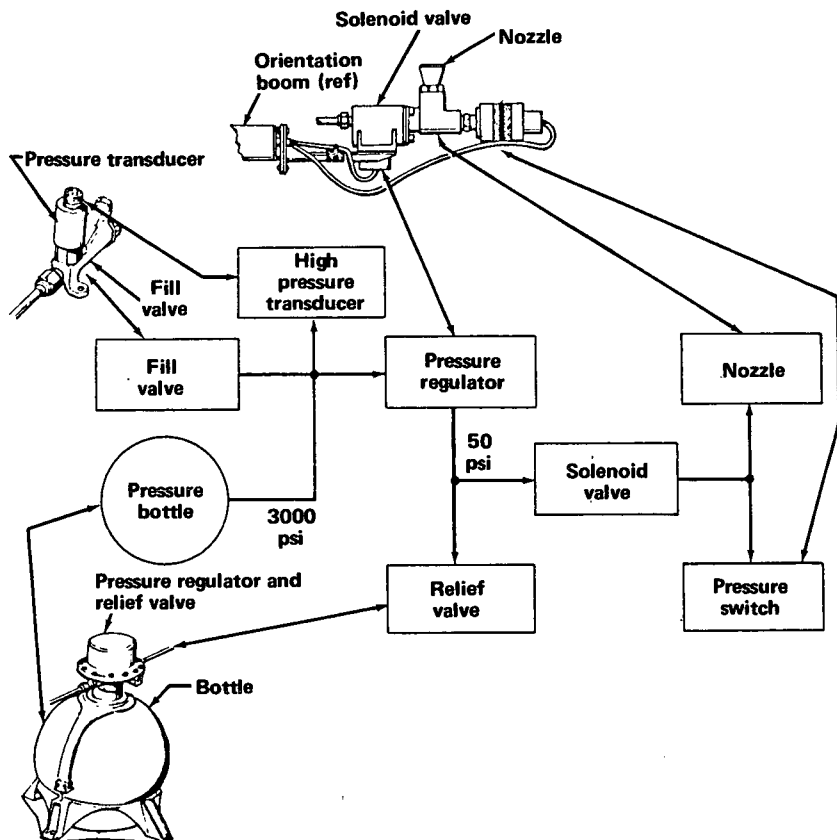 Solenoid valve
Nozzle
Orientation
boom (ref)
Pressure transducer
Fill
valve
High
pressure
transducer
Fill
valve
Pressure
regulator
Nozzle
50
psi
Solenoid
valve
Pressure
bottle
3000
psi
Pressure regulator and
relief valve
Relief
valve
Pressure
switch
Bottle